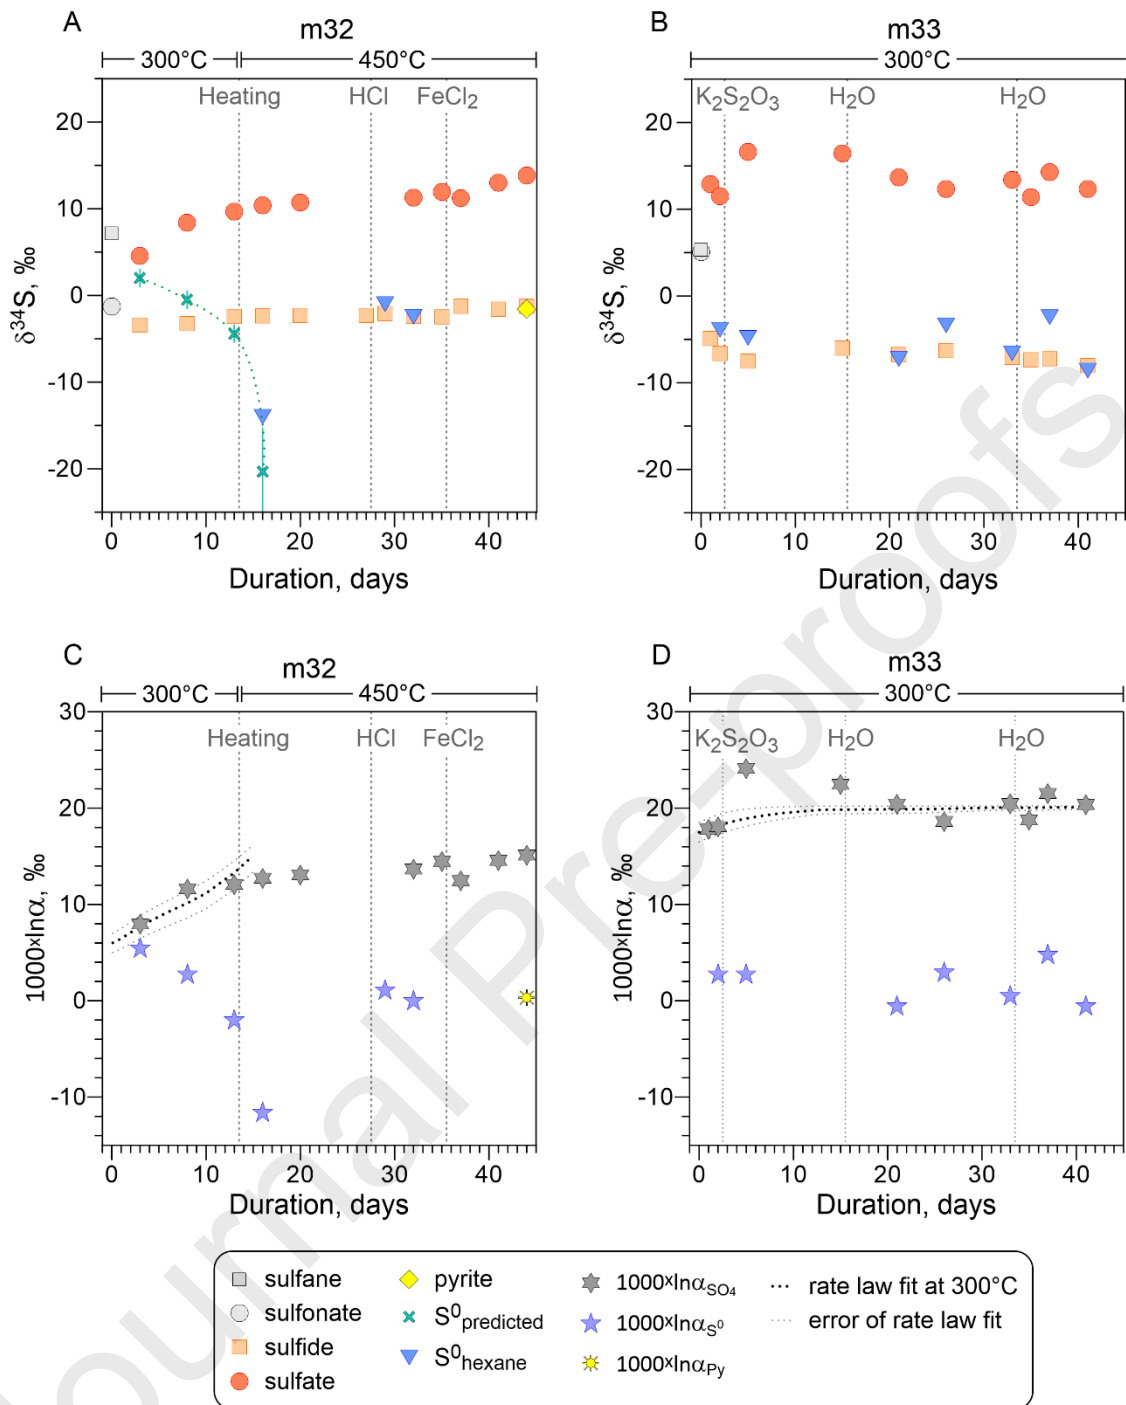 A
m32
300°C
450°C
Heating
HCl
FeCl₂
20
10
0
-10
-20
δ³⁴S, ‰
0
10
20
30
40
Duration, days
B
m33
300°C
K₂S₂O₃
H₂O
H₂O
20
10
0
-10
-20
δ³⁴S, ‰
0
10
20
30
40
Duration, days
C
m32
300°C
450°C
Heating
HCl
FeCl₂
30
20
10
0
-10
1000×lnα, ‰
0
10
20
30
40
Duration, days
D
m33
300°C
K₂S₂O₃
H₂O
H₂O
30
20
10
0
-10
1000×lnα, ‰
0
10
20
30
40
Duration, days
sulfane
sulfonate
sulfide
sulfate
pyrite
S⁰predicted
S⁰hexane
1000×lnαSO₄
1000×lnαS⁰
1000×lnαPy
rate law fit at 300°C
error of rate law fit
Journal Pre-proofs